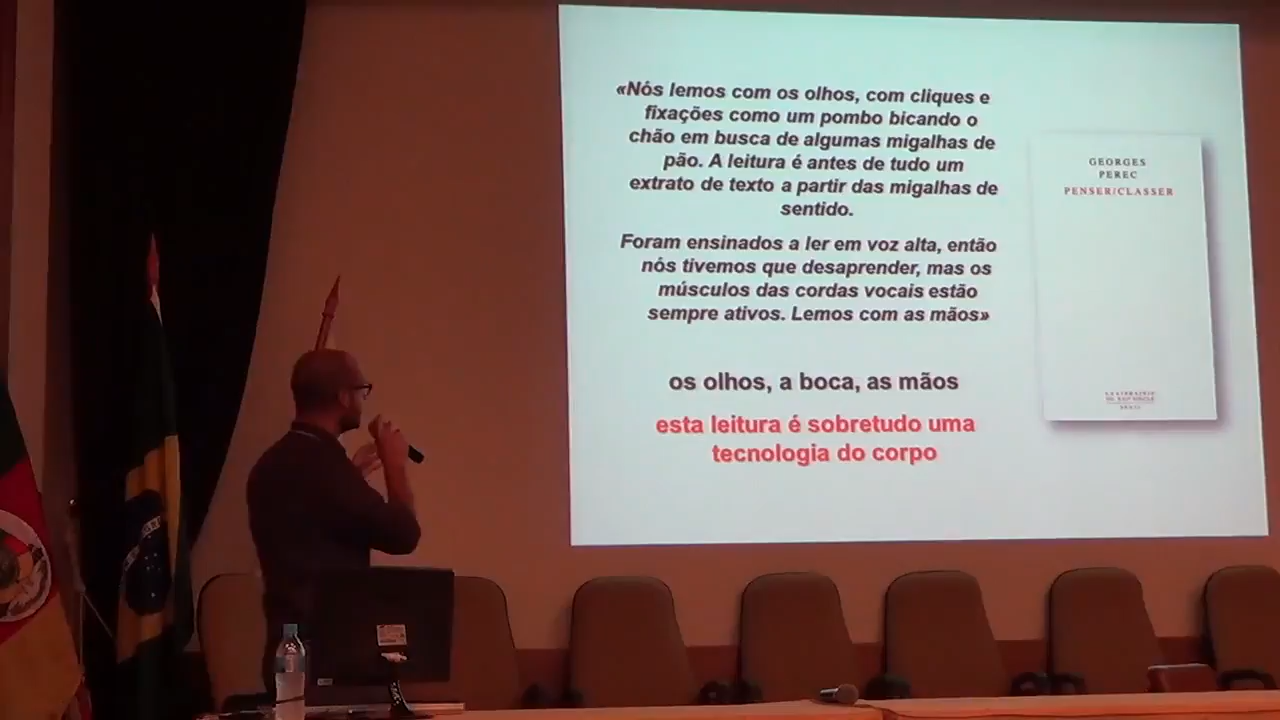 «Nós lemos com os olhos, com cliques e
fixações como um pombo bicando o
chão em busca de algumas migalhas de
pão. A leitura é antes de tudo um
extrato de texto a partir das migalhas de
sentido.
Foram ensinados a ler em voz alta, então
nós tivemos que desaprender, mas os
músculos das cordas vocais estão
sempre ativos. Lemos com as mãos»
os olhos, a boca, as mãos
esta leitura é sobretudo uma
tecnologia do corpo
GEORGES
PEREC
PENSER/CLASSER